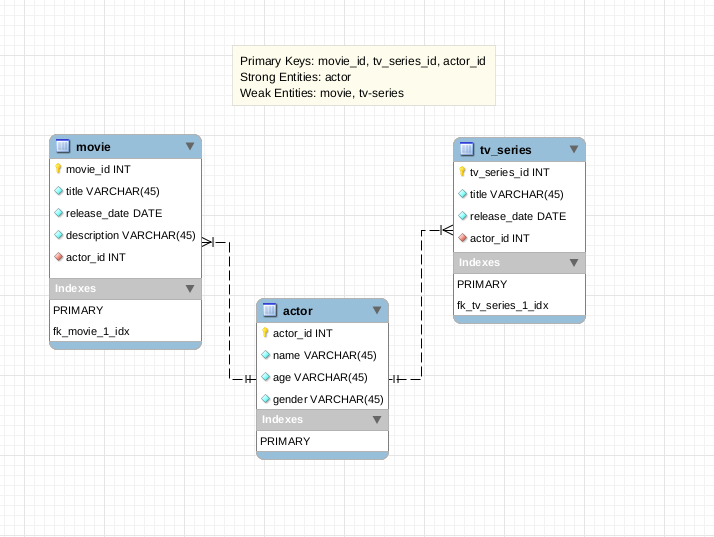 Primary Keys: movie_id, tv_series_id, actor_id
Strong Entities: actor
Weak Entities: movie, tv-series
movie
movie_id INT
title VARCHAR(45)
release_date DATE
description VARCHAR(45)
actor_id INT
Indexes
PRIMARY
fk_movie_1_idx
tv_series
tv_series_id INT
title VARCHAR(45)
release_date DATE
actor_id INT
Indexes
PRIMARY
fk_tv_series_1_idx
actor
actor_id INT
name VARCHAR(45)
age VARCHAR(45)
gender VARCHAR(45)
Indexes
PRIMARY